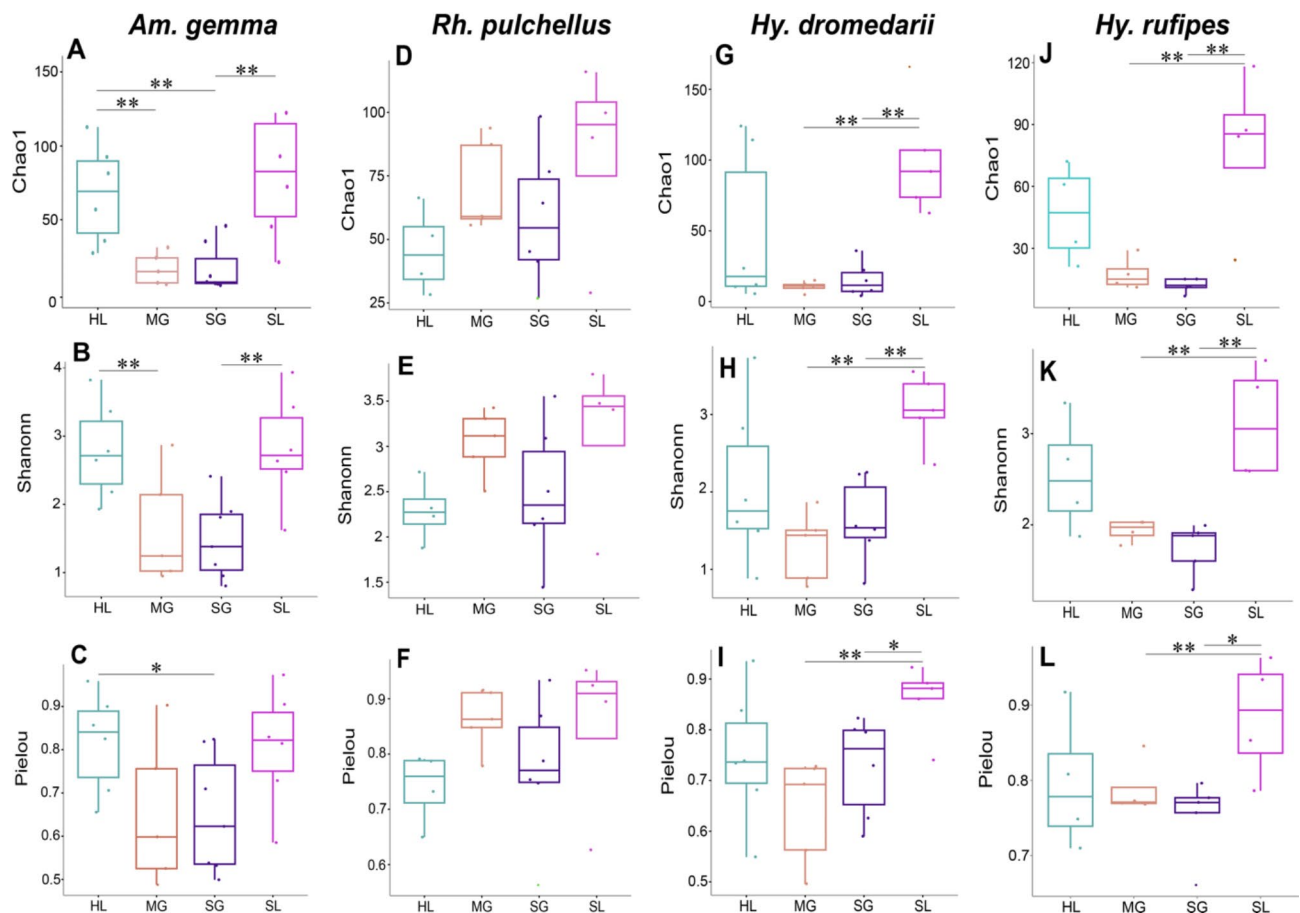 Am. gemma Rh. pulchellus Hy. dromedarii Hy. rufipes
A
Chao1
150
100
50
0
** ** **
HL MG SG SL
D
Chao1
100
75
50
25
HL MG SG SL
G
Chao1
150
100
50
0
** **
HL MG SG SL
J
Chao1
120
90
60
30
** **
HL MG SG SL
B
Shanonn
4
3
2
1
** **
HL MG SG SL
E
Shanonn
3.5
3.0
2.5
2.0
1.5
HL MG SG SL
H
Shanonn
3
2
1
** **
HL MG SG SL
K
Shanonn
3
2
** **
HL MG SG SL
C
Pielou
0.9
0.8
0.7
0.6
0.5
*
HL MG SG SL
F
Pielou
0.9
0.8
0.7
0.6
HL MG SG SL
I
Pielou
0.9
0.8
0.7
0.6
0.5
** *
HL MG SG SL
L
Pielou
0.9
0.8
0.7
** *
HL MG SG SL